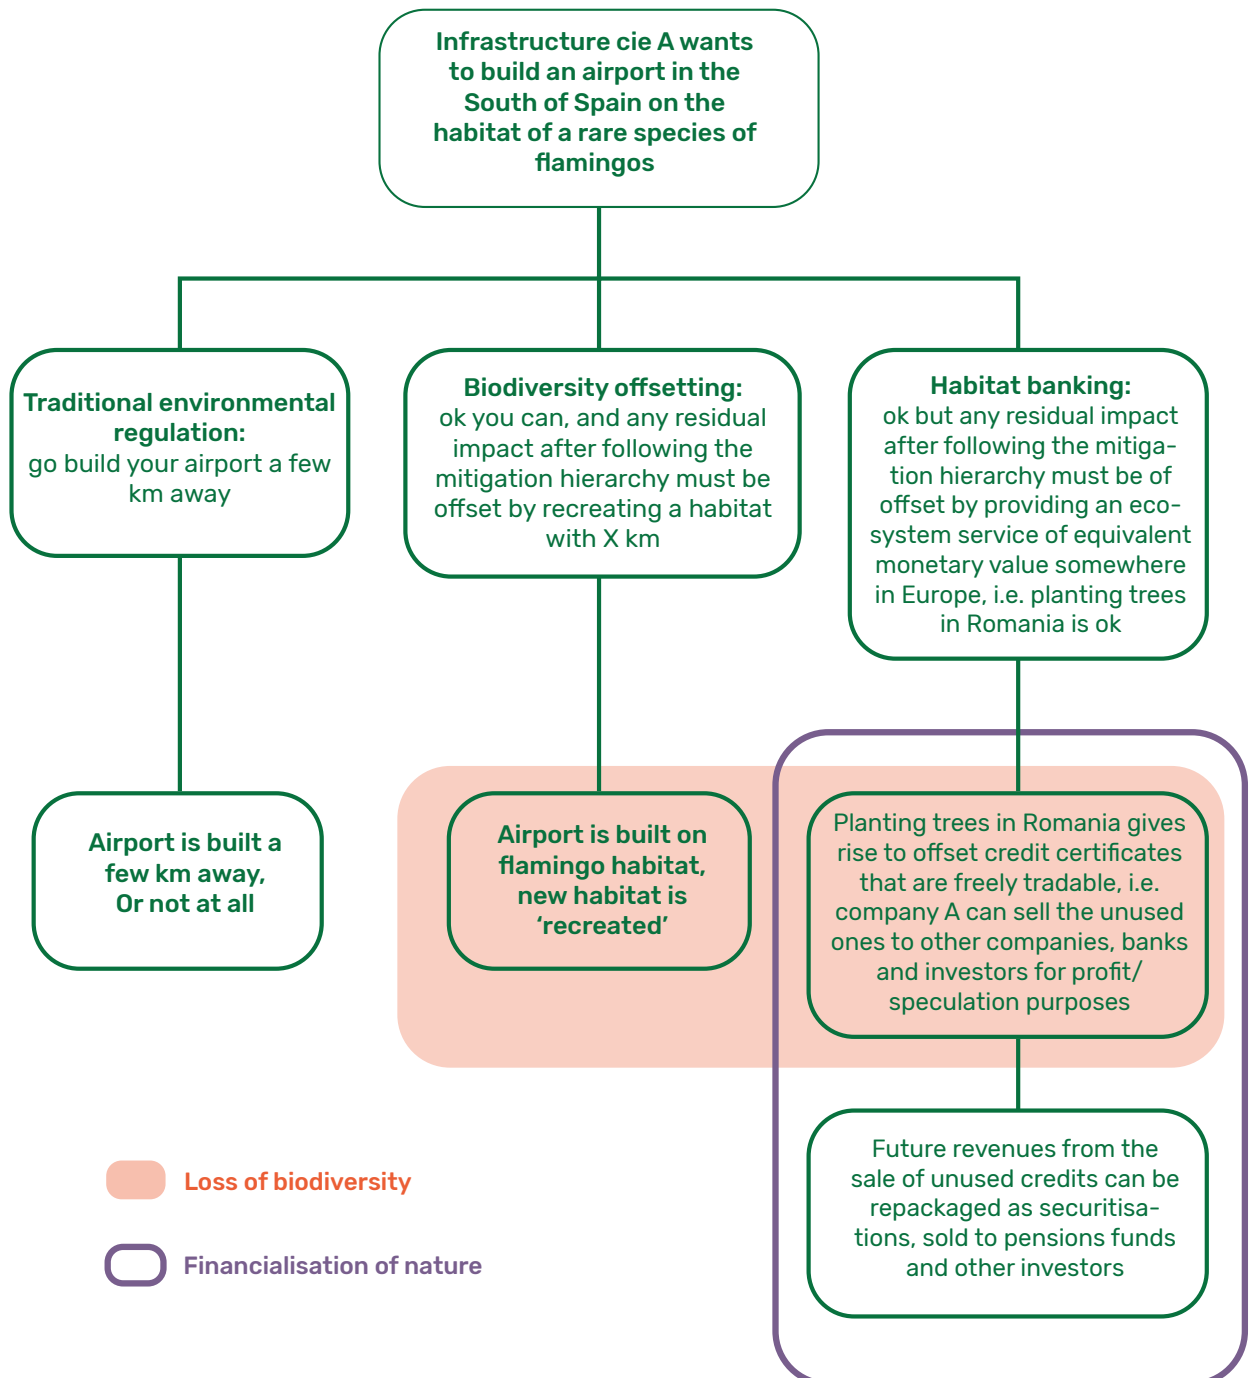 Infrastructure cie A wants
to build an airport in the
South of Spain on the
habitat of a rare species of
flamingos
Traditional environmental
regulation:
go build your airport a few
km away
Biodiversity offsetting:
ok you can, and any residual
impact after following the
mitigation hierarchy must be
offset by recreating a habitat
with X km
Habitat banking:
ok but any residual impact
after following the mitiga-
tion hierarchy must be of
offset by providing an eco-
system service of equivalent
monetary value somewhere
in Europe, i.e. planting trees
in Romania is ok
Airport is built a
few km away,
Or not at all
Airport is built on
flamingo habitat,
new habitat is
‘recreated’
Planting trees in Romania gives
rise to offset credit certificates
that are freely tradable, i.e.
company A can sell the unused
ones to other companies, banks
and investors for profit/
speculation purposes
Future revenues from the
sale of unused credits can be
repackaged as securitisa-
tions, sold to pensions funds
and other investors
Loss of biodiversity
Financialisation of nature